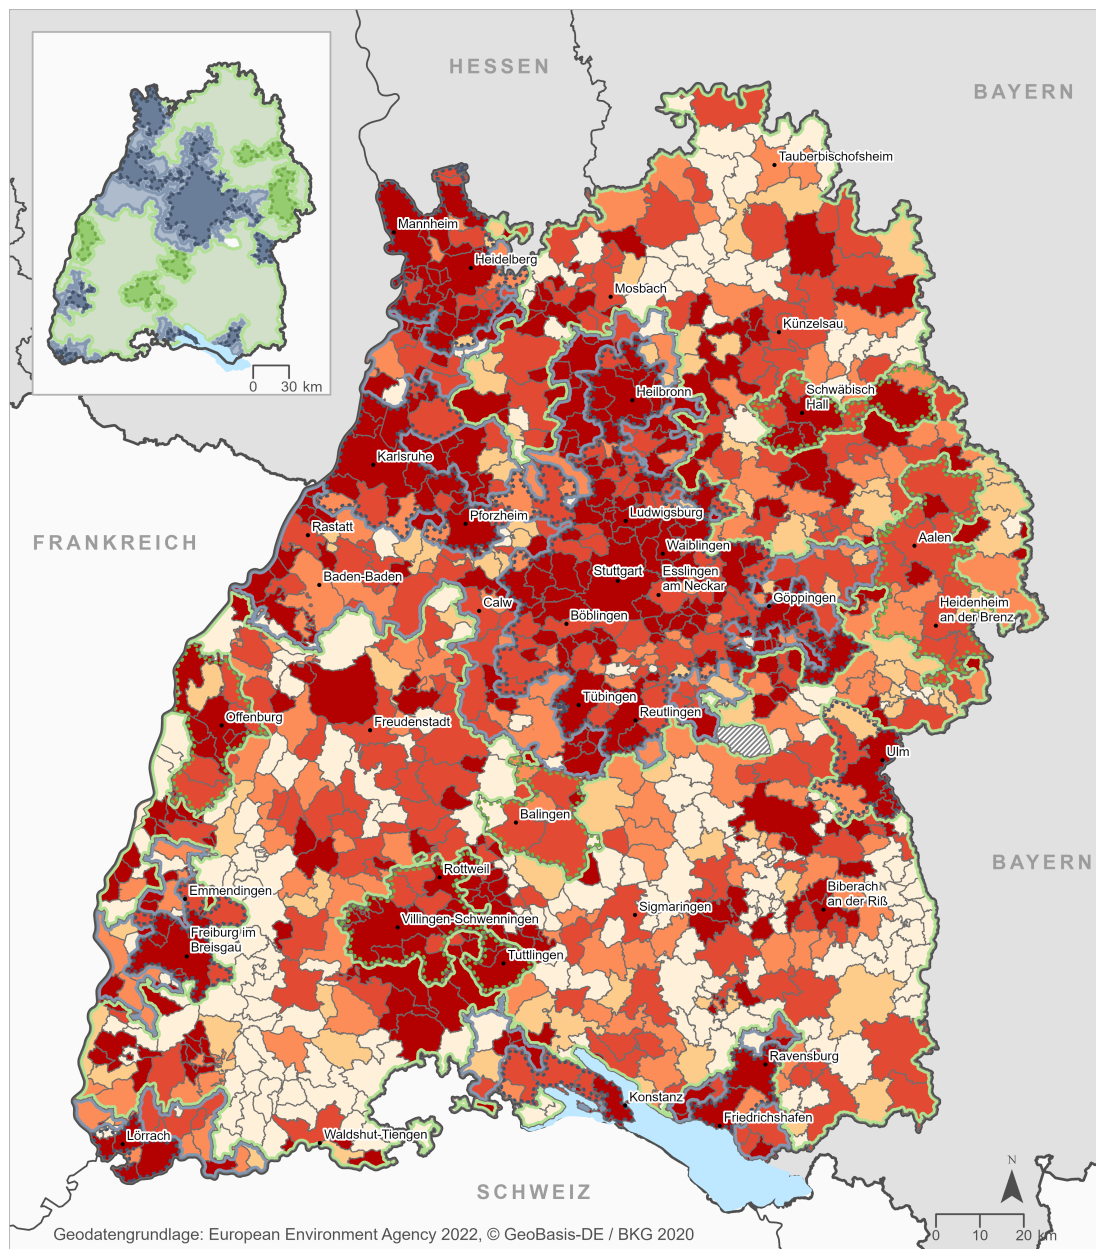 HESSEN
BAYERN
Tauberbischofsheim
Mannheim
Heidelberg
Mosbach
Künzelsau
0 30 km
Schwäbisch
Hall
Heilbronn
Karlsruhe
Pforzheim
Ludwigsburg
Rastatt
FRANKREICH
Aalen
Waiblingen
Stuttgart
Esslingen
am Neckar
Baden-Baden
Calw
Göppingen
Heidenheim
an der Brenz
Böblingen
Tübingen
Reutlingen
Offenburg
Freudenstadt
Ulm
Balingen
BAYERN
Rottweil
Emmendingen
Biberach
an der Riß
Sigmaringen
Villingen-Schwenningen
Freiburg im
Breisgau
Tuttlingen
Ravensburg
Konstanz
Friedrichshafen
Lörrach
Waldshut-Tiengen
N
SCHWEIZ
0 10 20 km
Geodatengrundlage: European Environment Agency 2022, © GeoBasis-DE / BKG 2020